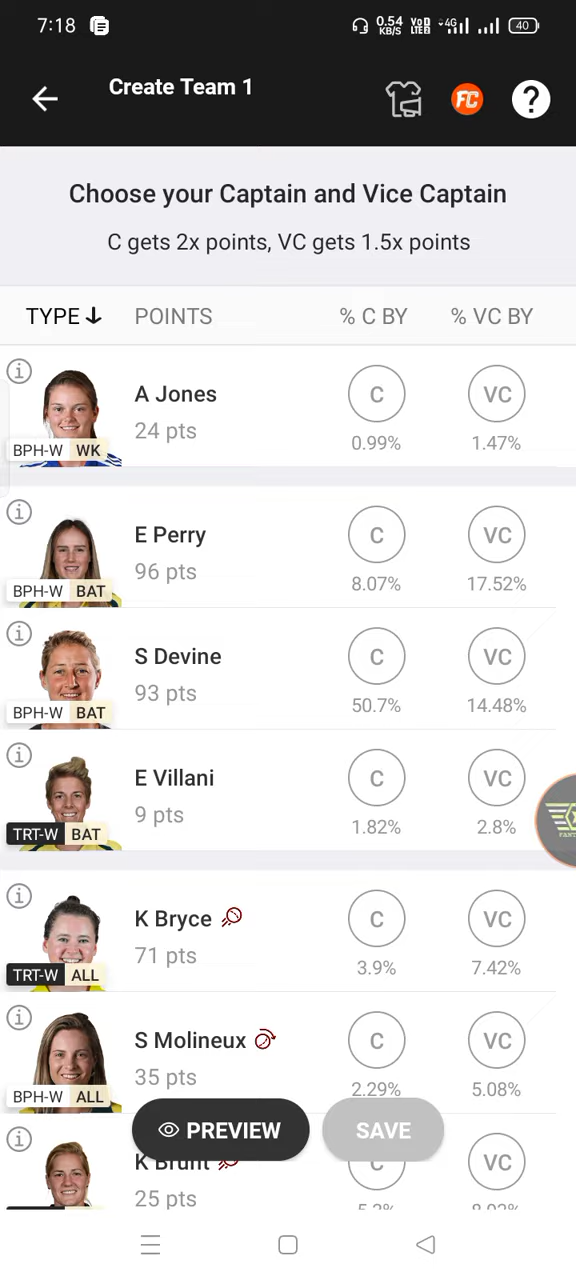 7:18
0.54 KB/S
VoD LTE2
4G
40
Create Team 1
FC
?
Choose your Captain and Vice Captain
C gets 2x points, VC gets 1.5x points
TYPE POINTS % C BY % VC BY
A Jones
24 pts
BPH-W WK
C VC
0.99% 1.47%
E Perry
96 pts
BPH-W BAT
C VC
8.07% 17.52%
S Devine
93 pts
BPH-W BAT
C VC
50.7% 14.48%
E Villani
9 pts
TRT-W BAT
C VC
1.82% 2.8%
K Bryce
71 pts
TRT-W ALL
C VC
3.9% 7.42%
S Molineux
35 pts
BPH-W ALL
C VC
2.29% 5.08%
PREVIEW SAVE
K Brunt
25 pts
C VC